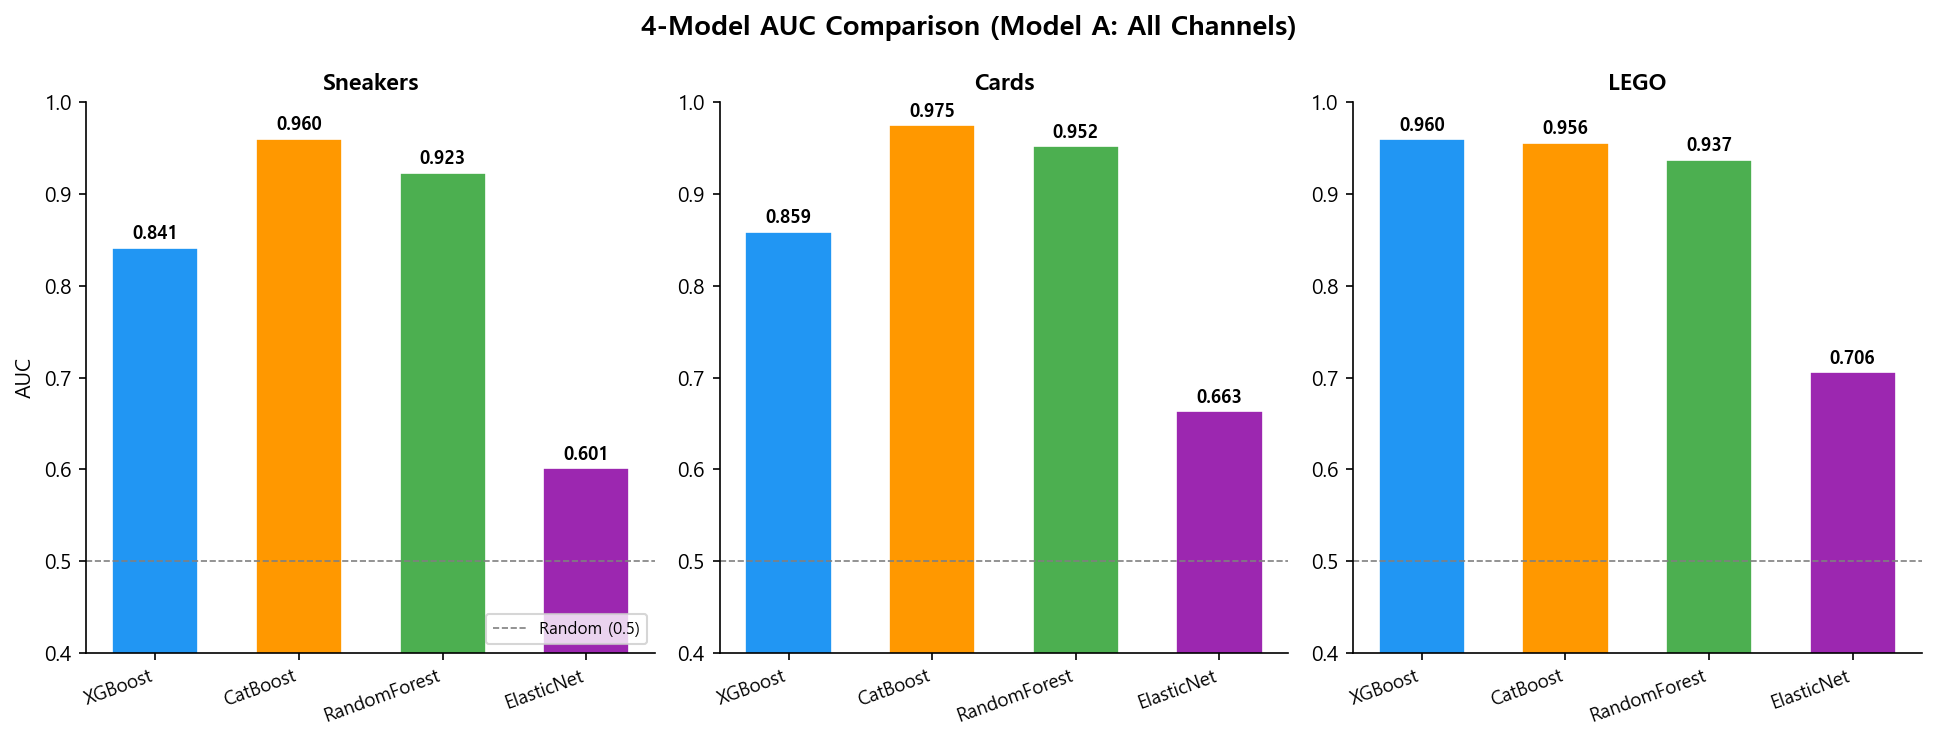 4-Model AUC Comparison (Model A: All Channels)
Sneakers
AUC
1.0
0.9
0.8
0.7
0.6
0.5
0.4
0.841
0.960
0.923
0.601
Random (0.5)
XGBoost
CatBoost
RandomForest
ElasticNet
Cards
1.0
0.9
0.8
0.7
0.6
0.5
0.4
0.859
0.975
0.952
0.663
XGBoost
CatBoost
RandomForest
ElasticNet
LEGO
1.0
0.9
0.8
0.7
0.6
0.5
0.4
0.960
0.956
0.937
0.706
XGBoost
CatBoost
RandomForest
ElasticNet